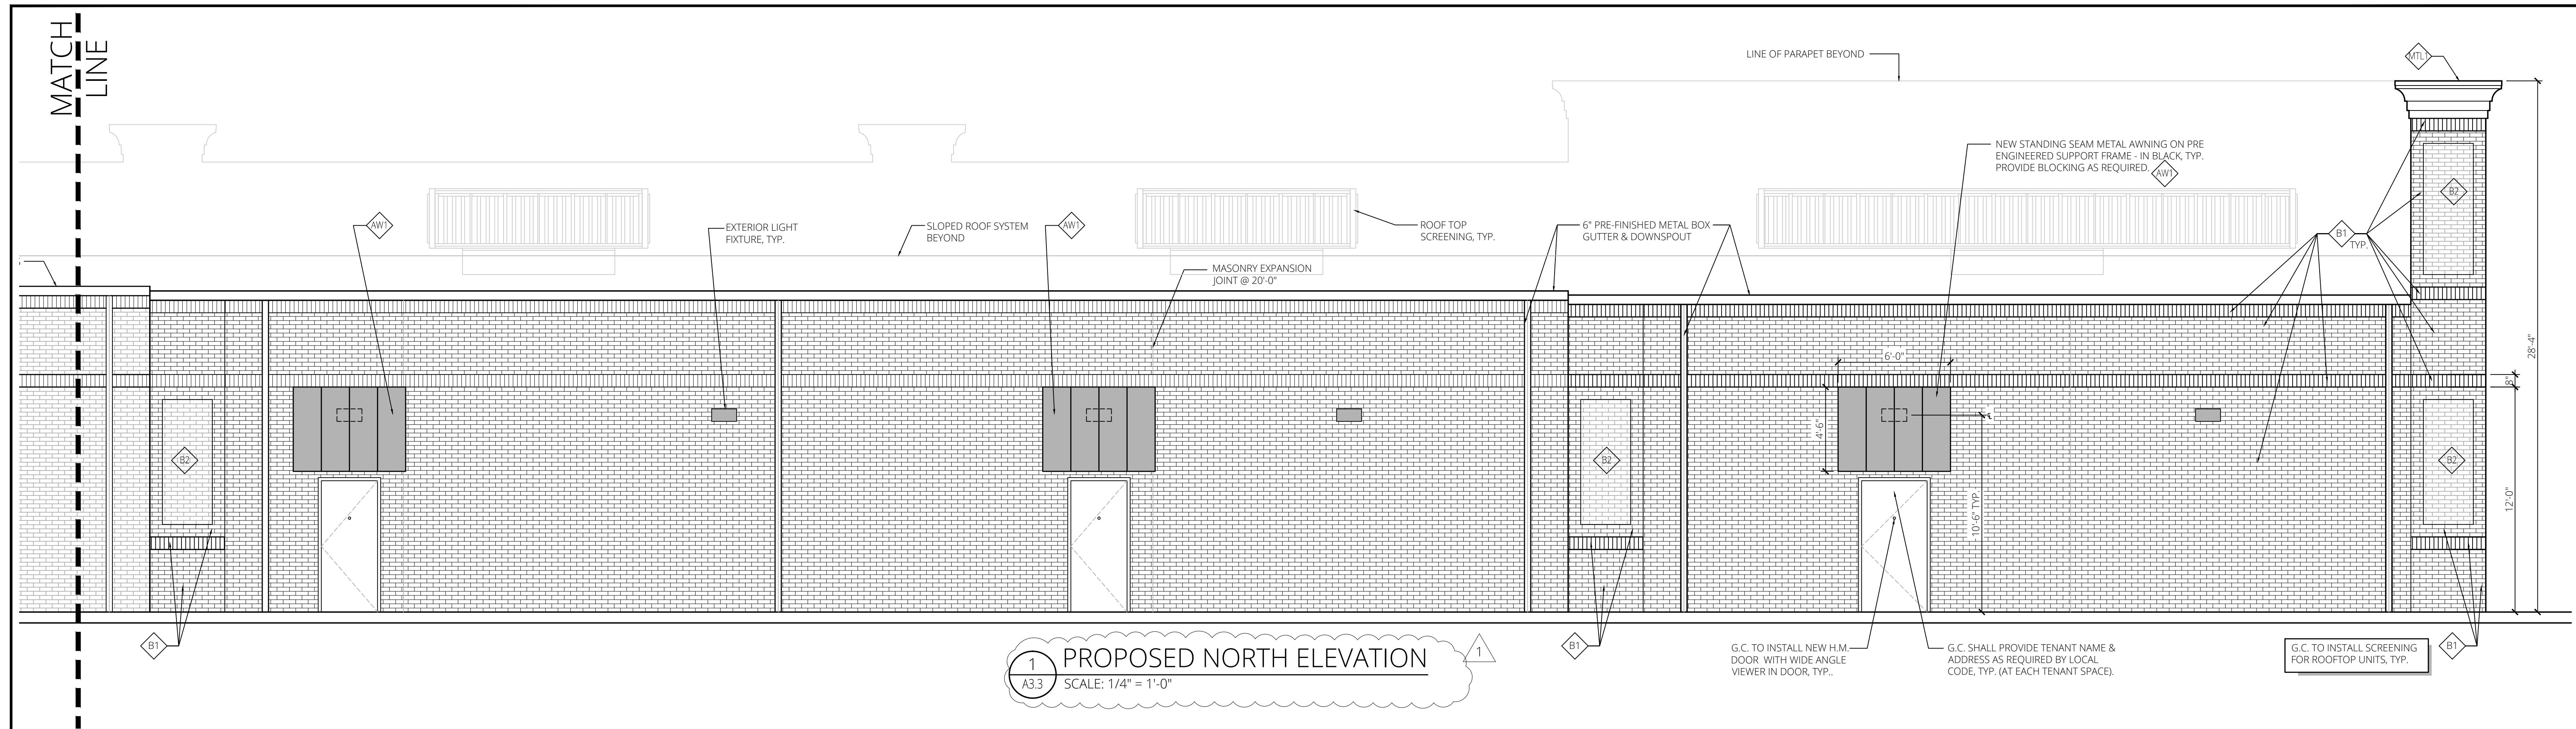 MATCH
LINE
LINE OF PARAPET BEYOND
MTL1
NEW STANDING SEAM METAL AWNING ON PRE
ENGINEERED SUPPORT FRAME - IN BLACK, TYP.
PROVIDE BLOCKING AS REQUIRED.
AW1
B2
AW1
EXTERIOR LIGHT
FIXTURE, TYP.
SLOPED ROOF SYSTEM
BEYOND
AW1
ROOF TOP
SCREENING, TYP.
6" PRE-FINISHED METAL BOX
GUTTER & DOWNSPOUT
B1
TYP.
MASONRY EXPANSION
JOINT @ 20'-0"
28'-4"
6'-0"
8"
4'-6"
℄
B2
B2
B2
10'-6" TYP.
12'-0"
B1
1
A3.3
PROPOSED NORTH ELEVATION
SCALE: 1/4" = 1'-0"
1
B1
G.C. TO INSTALL NEW H.M.
DOOR WITH WIDE ANGLE
VIEWER IN DOOR, TYP..
G.C. SHALL PROVIDE TENANT NAME &
ADDRESS AS REQUIRED BY LOCAL
CODE, TYP. (AT EACH TENANT SPACE).
G.C. TO INSTALL SCREENING
FOR ROOFTOP UNITS, TYP.
B1